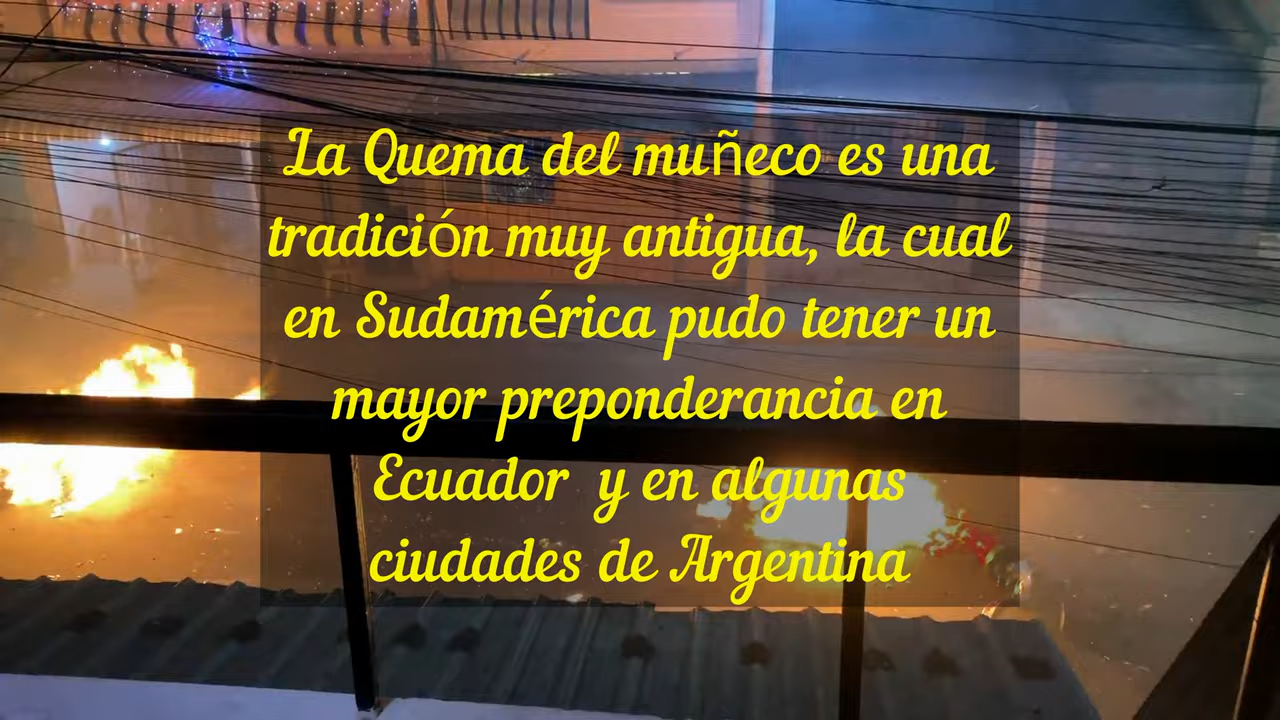 La Quema del muñeco es una
tradición muy antigua, la cual
en Sudamérica pudo tener un
mayor preponderancia en
Ecuador  y en algunas
ciudades de Argentina